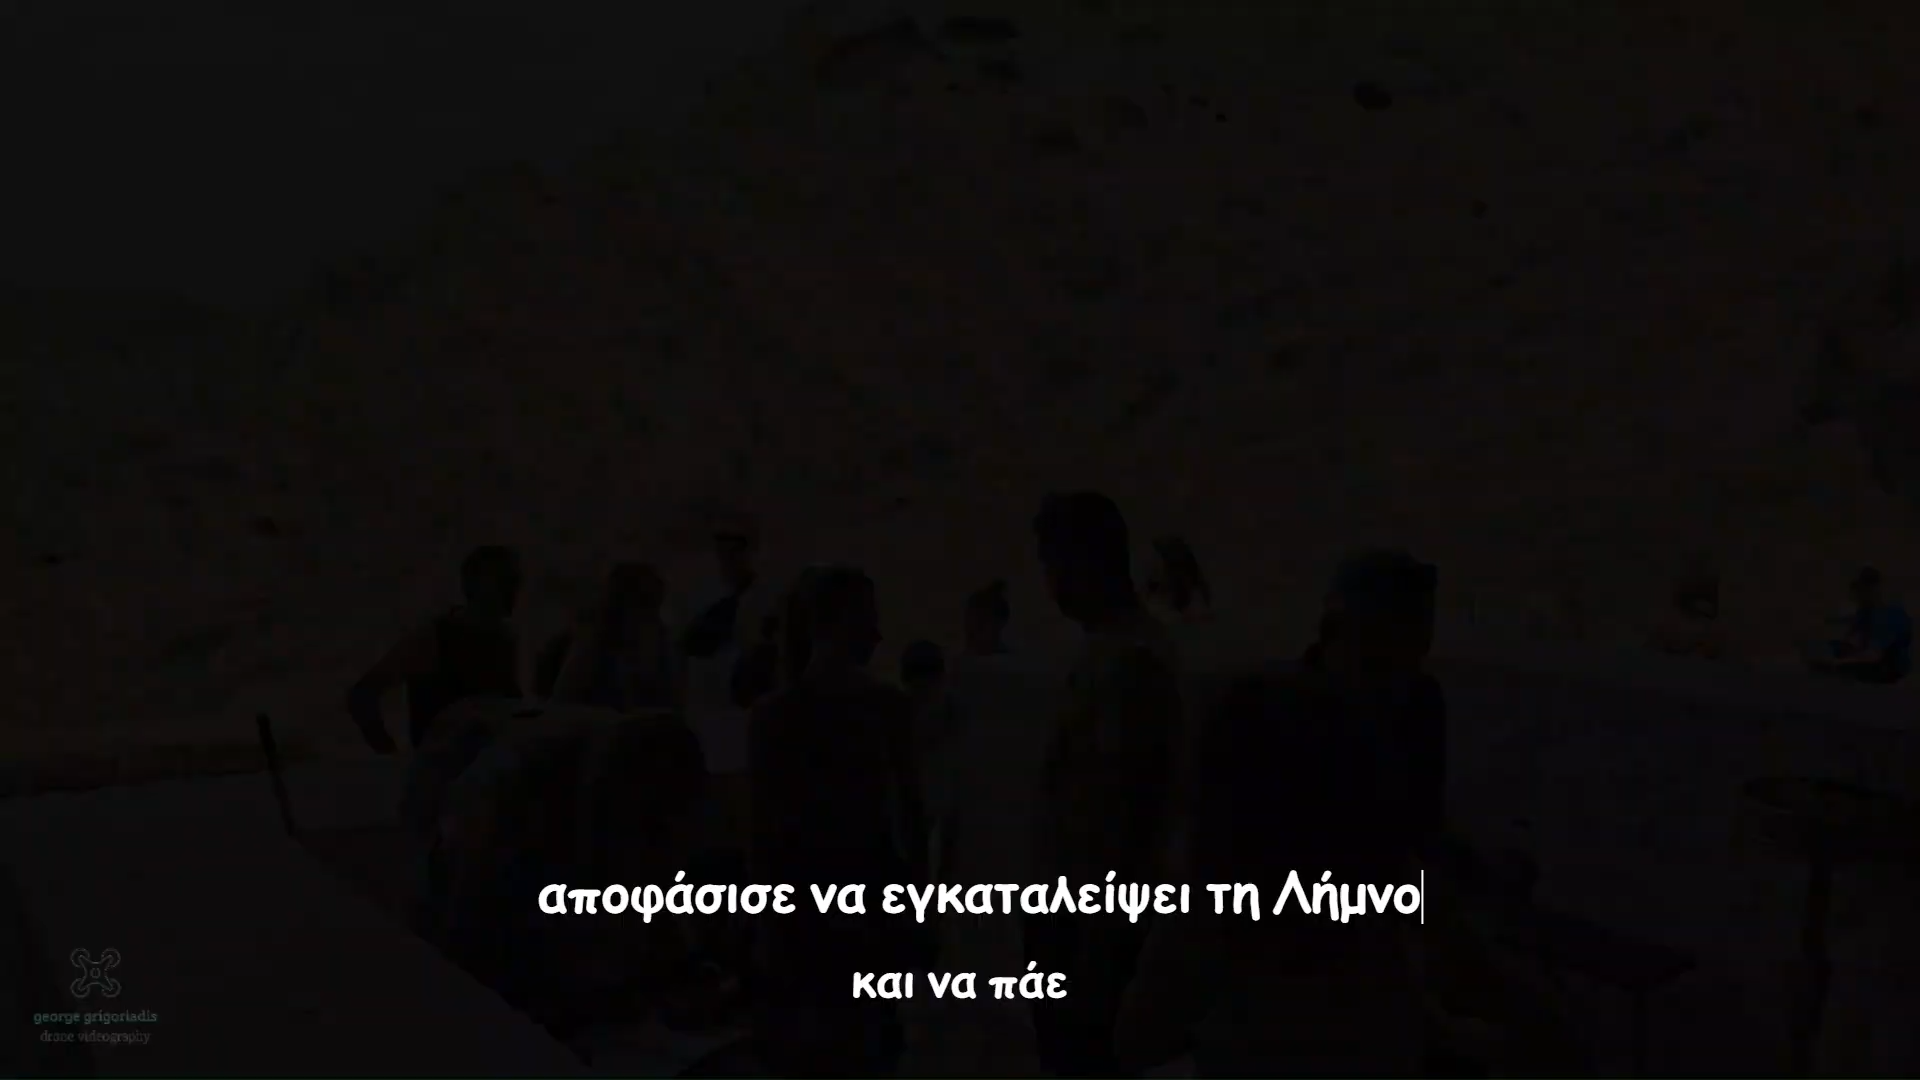 αποφάσισε να εγκαταλείψει τη Λήμνο
και να πάε
george grigoriadis
drone videography